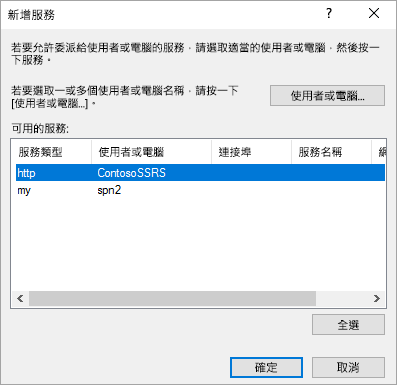 新增服務
?
若要允許委派給使用者或電腦的服務，請選取適當的使用者或電腦，然後按一
下服務。
若要選取一或多個使用者或電腦名稱，請按一下
[使用者或電腦...]。
使用者或電腦...
可用的服務:
服務類型 使用者或電腦 連接埠 服務名稱 網
http ContosoSSRS
my spn2
全選
確定 取消